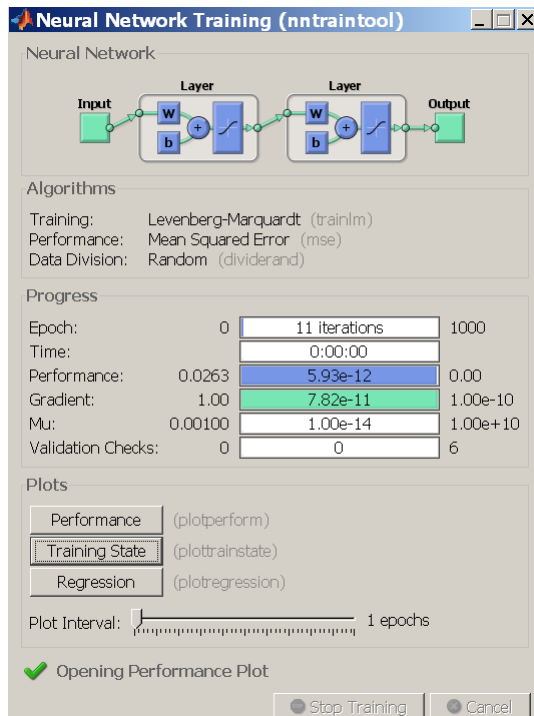 Neural Network Training (nntraintool)
Neural Network
Layer Layer
Input Output
W W
+ +
b b
Algorithms
Training: Levenberg-Marquardt (trainlm)
Performance: Mean Squared Error (mse)
Data Division: Random (dividerand)
Progress
Epoch: 0 11 iterations 1000
Time: 0:00:00
Performance: 0.0263 5.93e-12 0.00
Gradient: 1.00 7.82e-11 1.00e-10
Mu: 0.00100 1.00e-14 1.00e+10
Validation Checks: 0 0 6
Plots
Performance (plotperform)
Training State (plottrainstate)
Regression (plotregression)
Plot Interval: 1 epochs
Opening Performance Plot
Stop Training Cancel